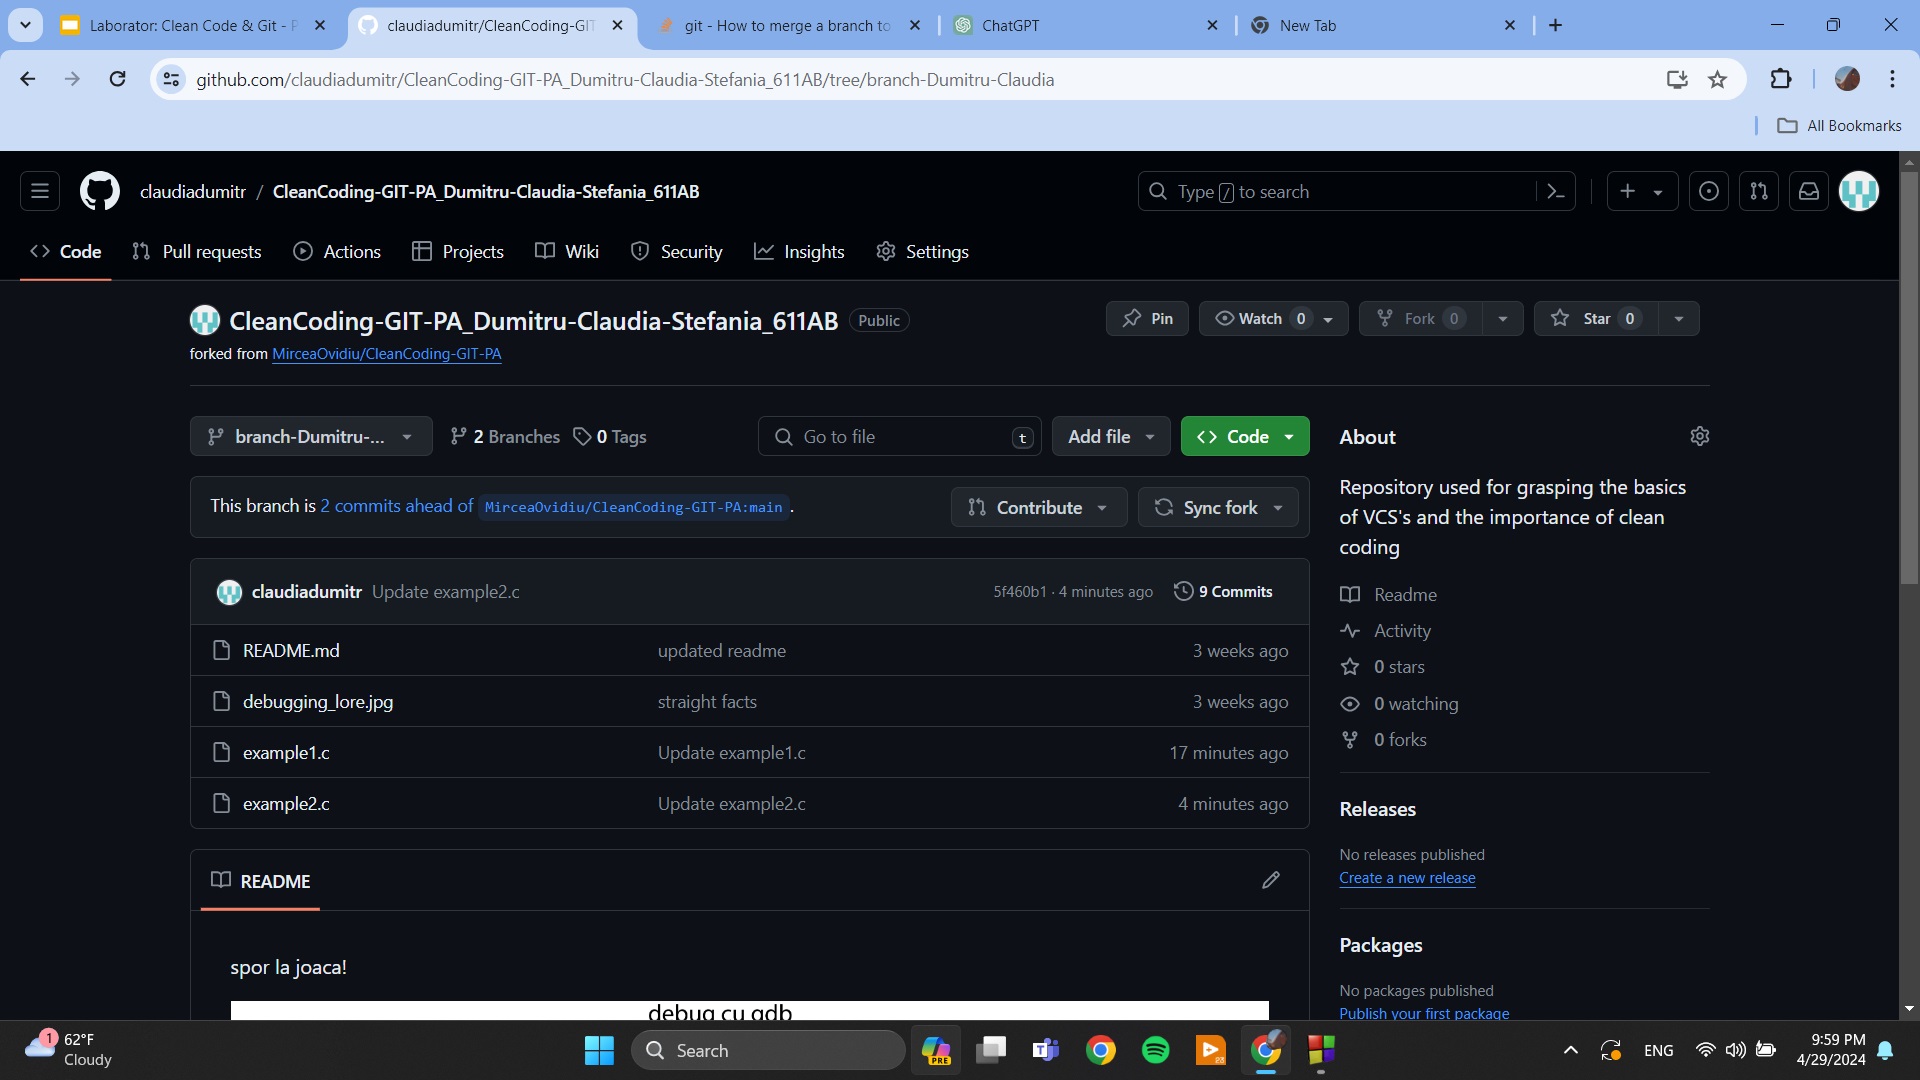 Laborator: Clean Code & Git - P
claudiadumitr/CleanCoding-GIT
git - How to merge a branch to
ChatGPT
New Tab
github.com/claudiadumitr/CleanCoding-GIT-PA_Dumitru-Claudia-Stefania_611AB/tree/branch-Dumitru-Claudia
All Bookmarks
claudiadumitr / CleanCoding-GIT-PA_Dumitru-Claudia-Stefania_611AB
Type / to search
Code
Pull requests
Actions
Projects
Wiki
Security
Insights
Settings
CleanCoding-GIT-PA_Dumitru-Claudia-Stefania_611AB Public
Pin
Watch 0
Fork 0
Star 0
forked from MirceaOvidiu/CleanCoding-GIT-PA
branch-Dumitru-...
2 Branches
0 Tags
Go to file t
Add file
Code
This branch is 2 commits ahead of MirceaOvidiu/CleanCoding-GIT-PA:main .
Contribute
Sync fork
claudiadumitr Update example2.c 5f460b1 · 4 minutes ago 9 Commits
README.md updated readme 3 weeks ago
debugging_lore.jpg straight facts 3 weeks ago
example1.c Update example1.c 17 minutes ago
example2.c Update example2.c 4 minutes ago
README
spor la joaca!
debug cu gdb
About
Repository used for grasping the basics
of VCS's and the importance of clean
coding
Readme
Activity
0 stars
0 watching
0 forks
Releases
No releases published
Create a new release
Packages
No packages published
Publish your first package
1
62°F
Cloudy
Search
PRE
23
ENG
9:59 PM
4/29/2024